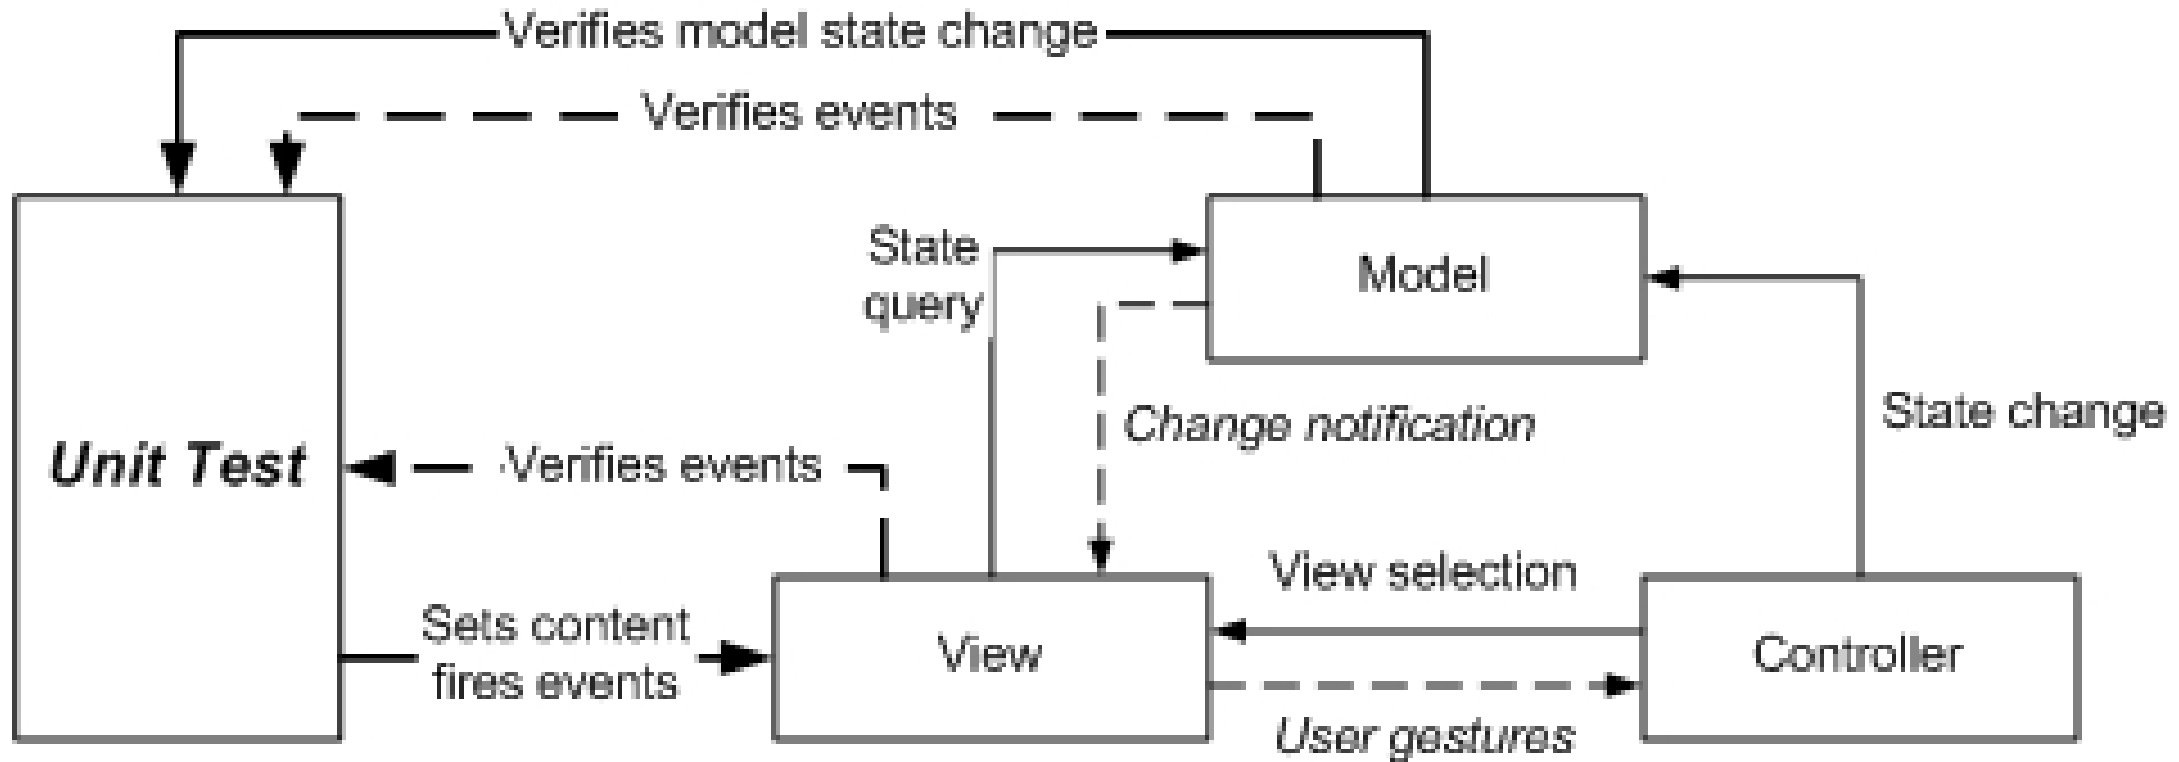 Verifies model state change
Verifies events
State
query
Model
Change notification
State change
Unit Test
Verifies events
View selection
Sets content
fires events
View
Controller
User gestures